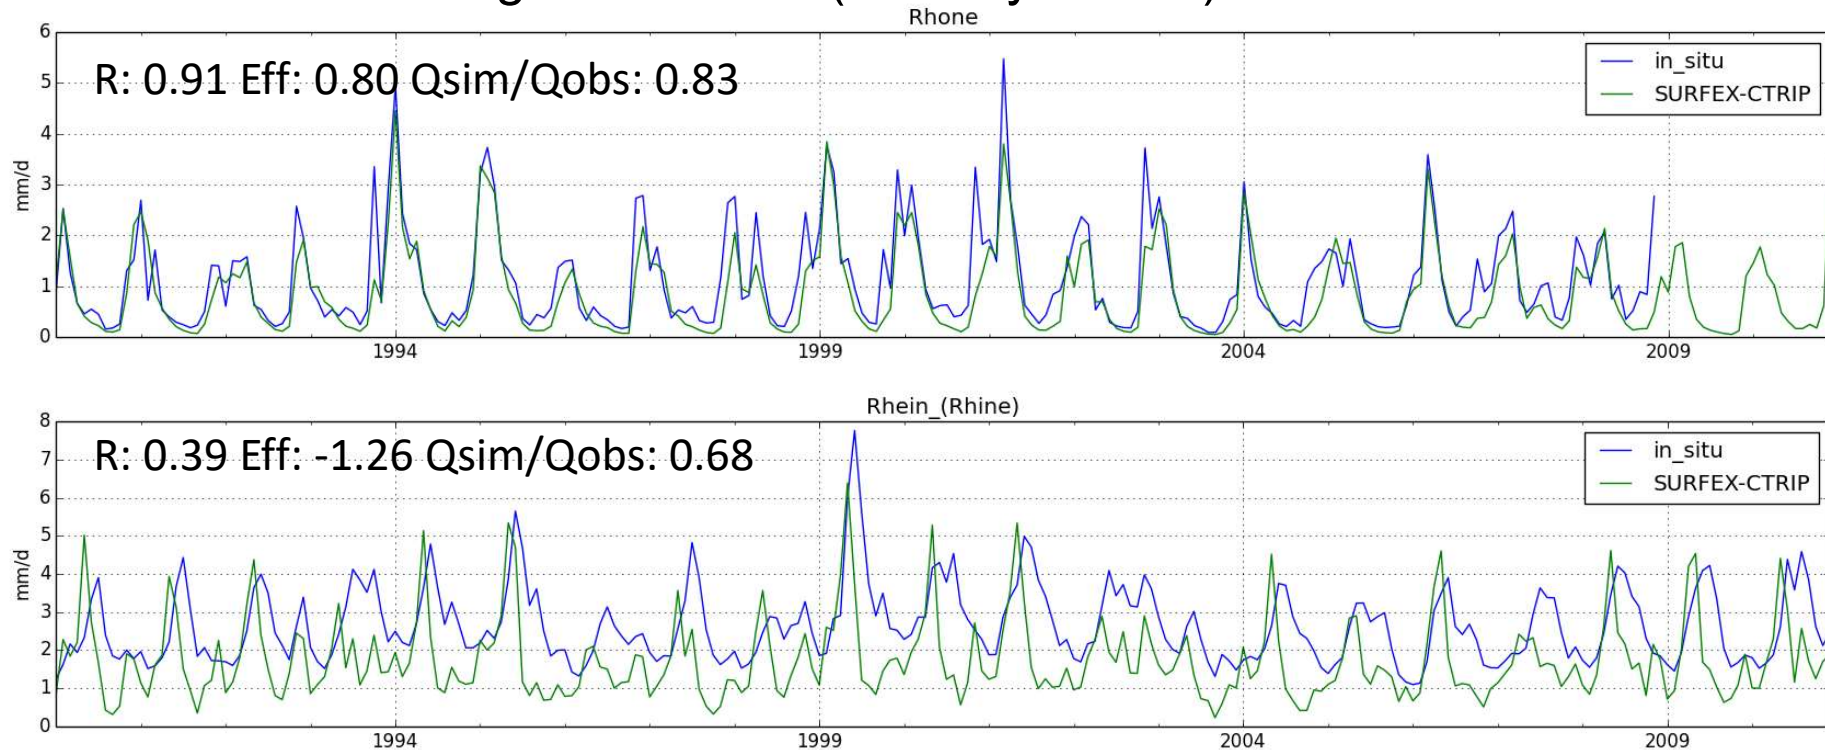 Rhone
6
R: 0.91 Eff: 0.80 Qsim/Qobs: 0.83
in_situ
SURFEX-CTRIP
5
4
3
2
1
0
mm/d
1994
1999
2004
2009
Rhein_(Rhine)
8
R: 0.39 Eff: -1.26 Qsim/Qobs: 0.68
in_situ
SURFEX-CTRIP
7
6
5
4
3
2
1
0
mm/d
1994
1999
2004
2009